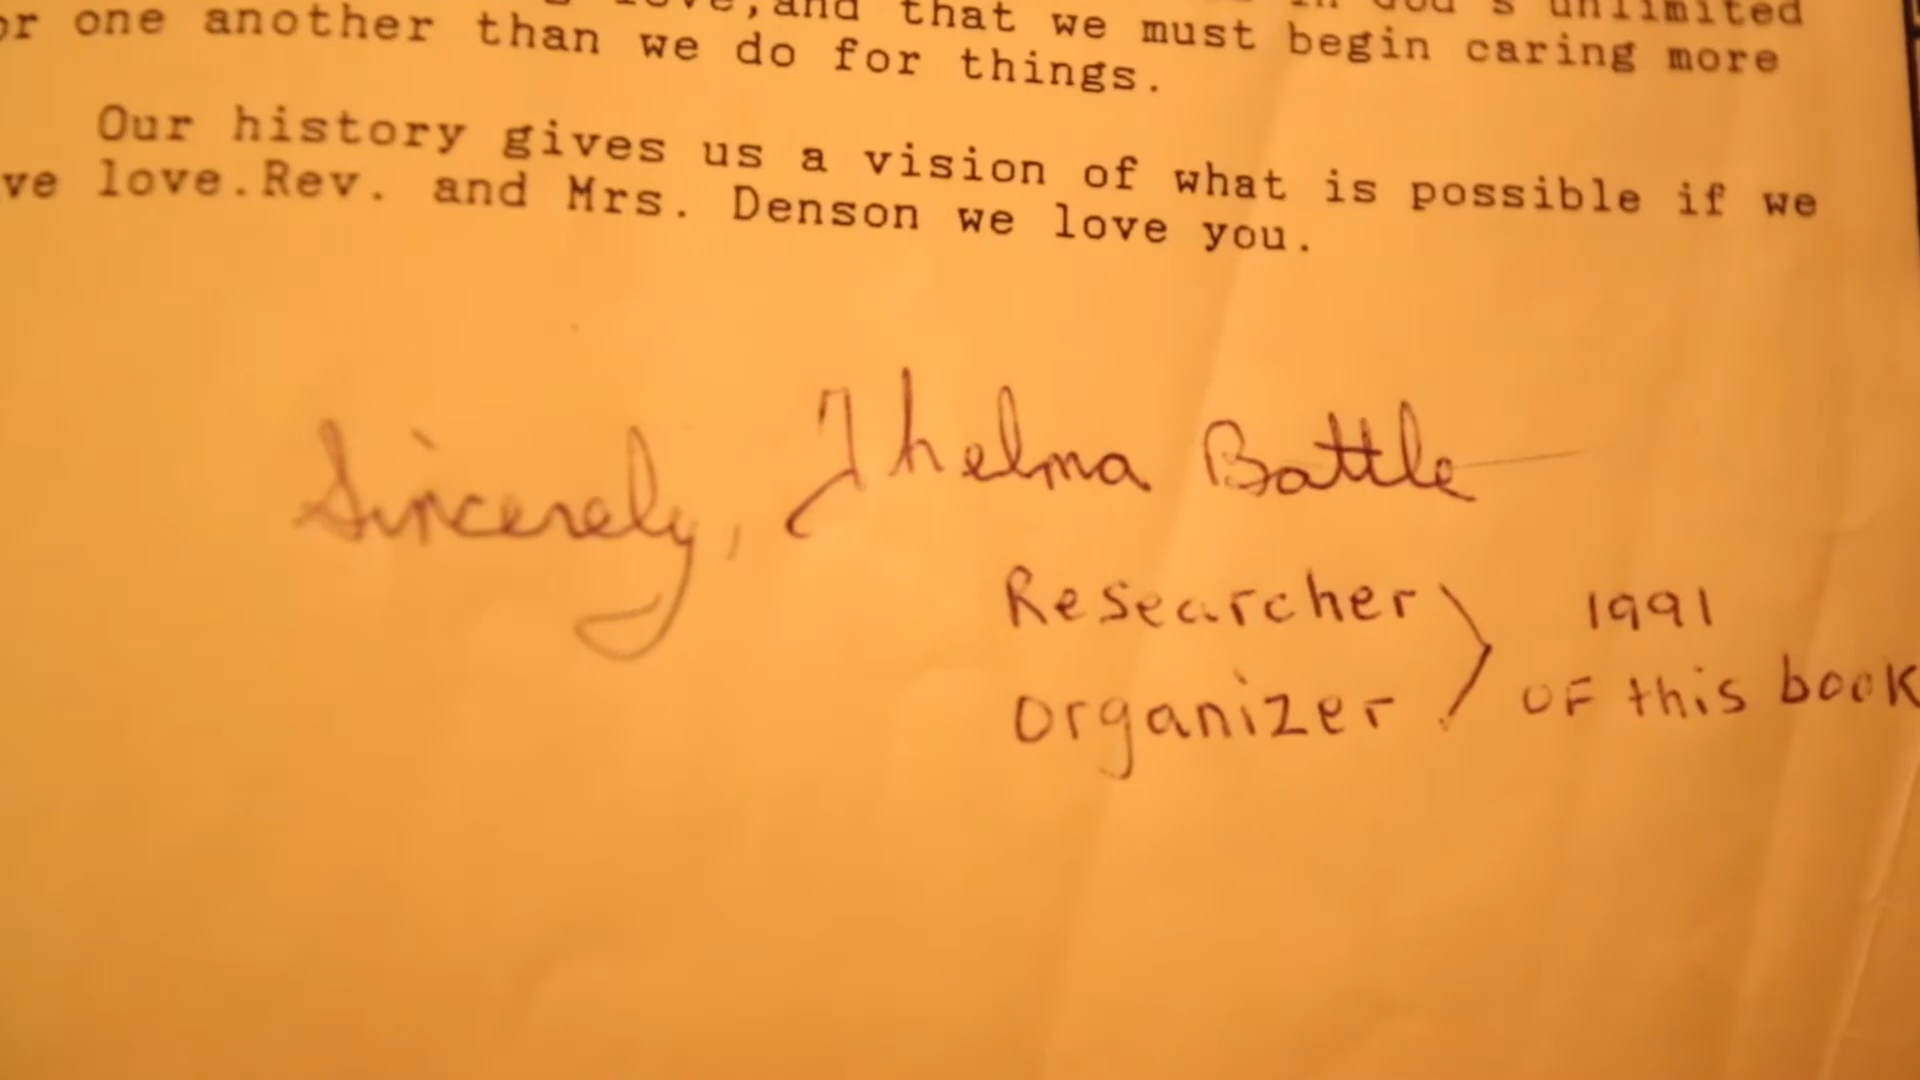 love, and that we must begin caring more
or one another than we do for things.
Our history gives us a vision of what is possible if we
ve love.Rev. and Mrs. Denson we love you.
Sincerely, Thelma Battle
Researcher
Organizer
1991
OF this book